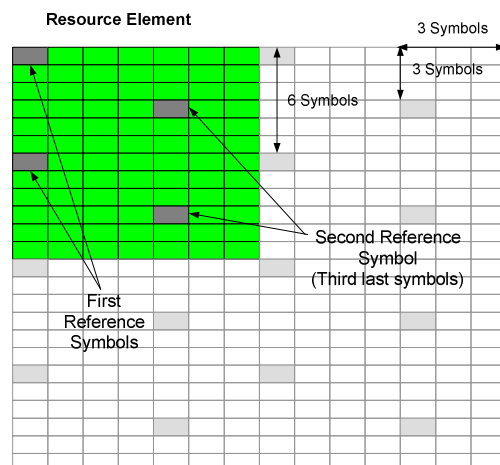 Resource Element
3 Symbols
3 Symbols
6 Symbols
Second Reference
Symbol
(Third last symbols)
First
Reference
Symbols